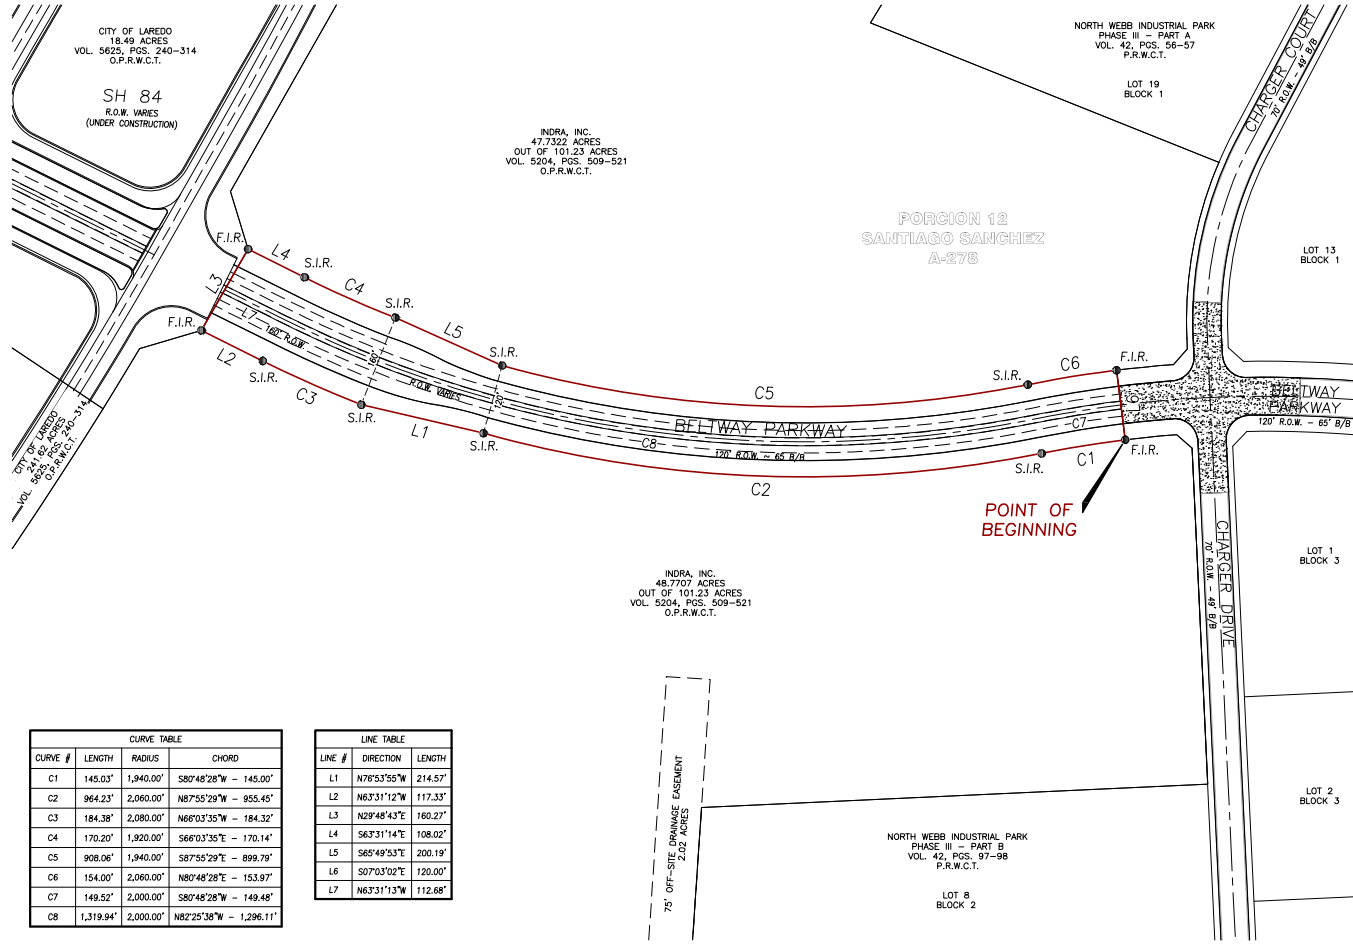 CITY OF LAREDO
18.49 ACRES
VOL. 5625, PGS. 240-314
O.P.R.W.C.T.
SH 84
R.O.W. VARIES
(UNDER CONSTRUCTION)
INDRA, INC.
47.7322 ACRES
OUT OF 101.23 ACRES
VOL. 5204, PGS. 509-521
O.P.R.W.C.T.
NORTH WEBB INDUSTRIAL PARK
PHASE III - PART A
VOL. 42, PGS. 56-57
P.R.W.C.T.
LOT 19
BLOCK 1
CHARGER COURT
70' R.O.W. - 49' B/B
PORCION 12
SANTIAGO SANCHEZ
A-278
LOT 13
BLOCK 1
F.I.R.
L4
S.I.R.
C4
S.I.R.
L5
S.I.R.
C5
C6
F.I.R.
S.I.R.
L3
L7
160' R.O.W.
160'
R.O.W. VARIES
120'
F.I.R.
L2
S.I.R.
C3
S.I.R.
L1
S.I.R.
BELTWAY PARKWAY
C8
120' R.O.W. ~ 65 B/B
C2
C7
L6
S.I.R.
C1
F.I.R.
BELTWAY
PARKWAY
120' R.O.W. - 65' B/B
POINT OF
BEGINNING
CITY OF LAREDO
241.62 ACRES
VOL. 5625, PGS. 240-314
O.P.R.W.C.T.
CHARGER DRIVE
70' R.O.W. - 49' B/B
LOT 1
BLOCK 3
INDRA, INC.
48.7707 ACRES
OUT OF 101.23 ACRES
VOL. 5204, PGS. 509-521
O.P.R.W.C.T.
75' OFF-SITE DRAINAGE EASEMENT
2.02 ACRES
LOT 2
BLOCK 3
NORTH WEBB INDUSTRIAL PARK
PHASE III - PART B
VOL. 42, PGS. 97-98
P.R.W.C.T.
LOT 8
BLOCK 2
CURVE TABLE
CURVE # LENGTH RADIUS CHORD
C1 145.03' 1,940.00' S80°48'28"W - 145.00'
C2 964.23' 2,060.00' N87°55'29"W - 955.45'
C3 184.38' 2,080.00' N66°03'35"W - 184.32'
C4 170.20' 1,920.00' S66°03'35"E - 170.14'
C5 908.06' 1,940.00' S87°55'29"E - 899.79'
C6 154.00' 2,060.00' N80°48'28"E - 153.97'
C7 149.52' 2,000.00' S80°48'28"W - 149.48'
C8 1,319.94' 2,000.00' N82°25'38"W - 1,296.11'
LINE TABLE
LINE # DIRECTION LENGTH
L1 N76°53'55"W 214.57'
L2 N63°31'12"W 117.33'
L3 N29°48'43"E 160.27'
L4 S63°31'14"E 108.02'
L5 S65°49'53"E 200.19'
L6 S07°03'02"E 120.00'
L7 N63°31'13"W 112.68'